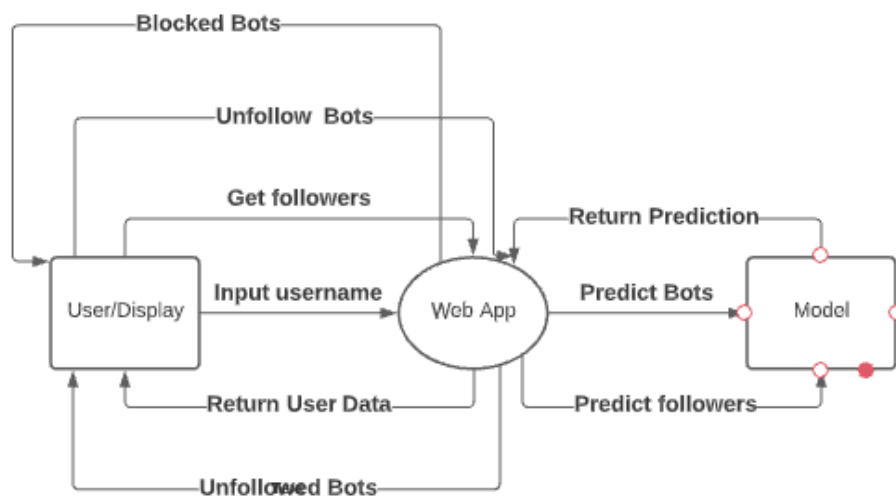 Blocked Bots
Unfollow Bots
Get followers
Return Prediction
User/Display
Input username
Web App
Predict Bots
Model
Return User Data
Predict followers
Unfollowed Bots